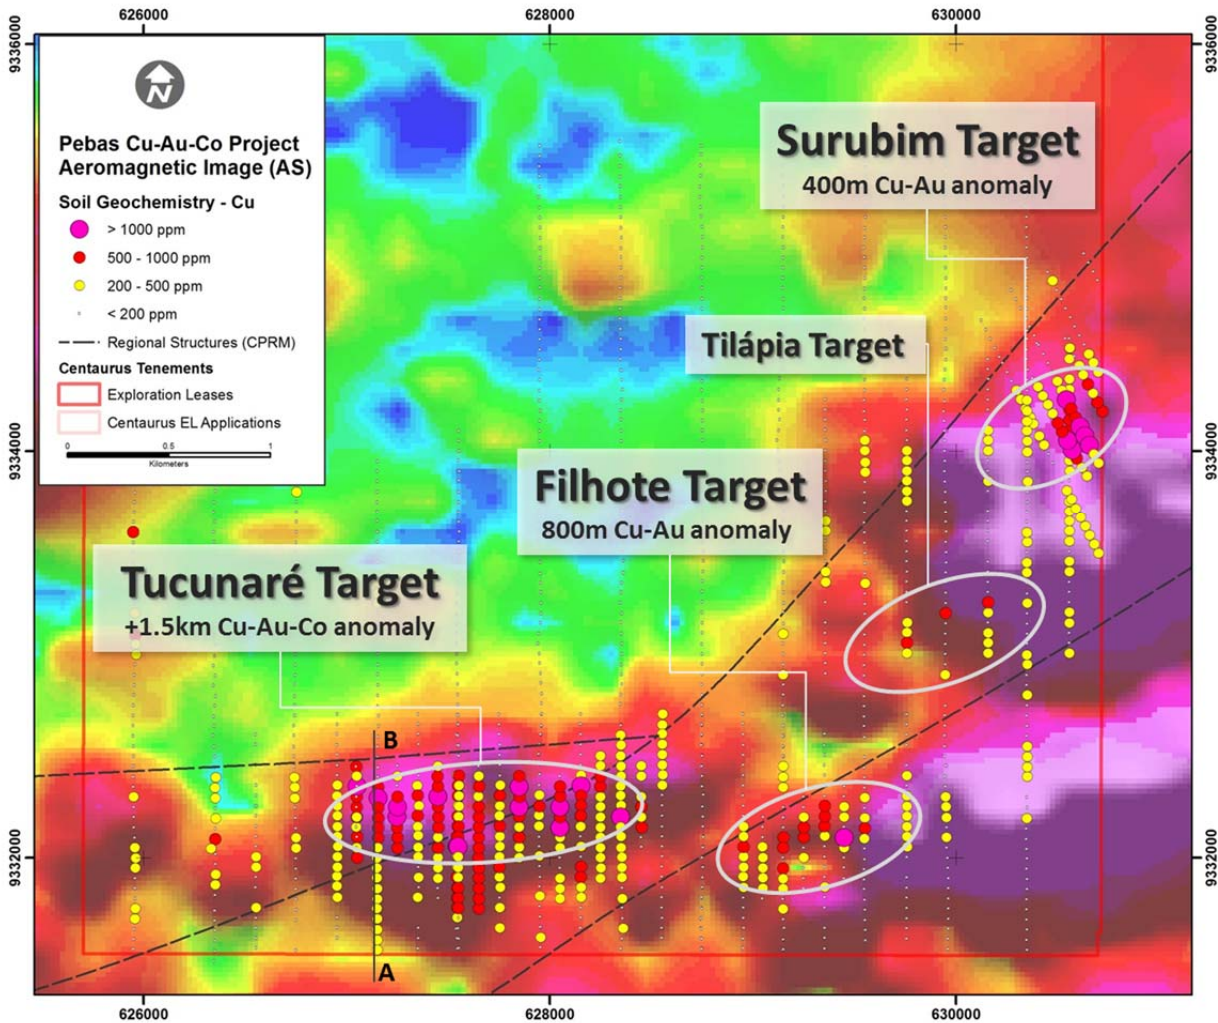 626000
628000
630000
9336000
9336000
N
Pebas Cu-Au-Co Project
Aeromagnetic Image (AS)
Soil Geochemistry - Cu
> 1000 ppm
500 - 1000 ppm
200 - 500 ppm
< 200 ppm
Regional Structures (CPRM)
Centaurus Tenements
Exploration Leases
Centaurus EL Applications
0 0.5 1
Kilometers
Surubim Target
400m Cu-Au anomaly
Tilápia Target
9334000
9334000
Filhote Target
800m Cu-Au anomaly
Tucunaré Target
+1.5km Cu-Au-Co anomaly
B
9332000
9332000
A
626000
628000
630000